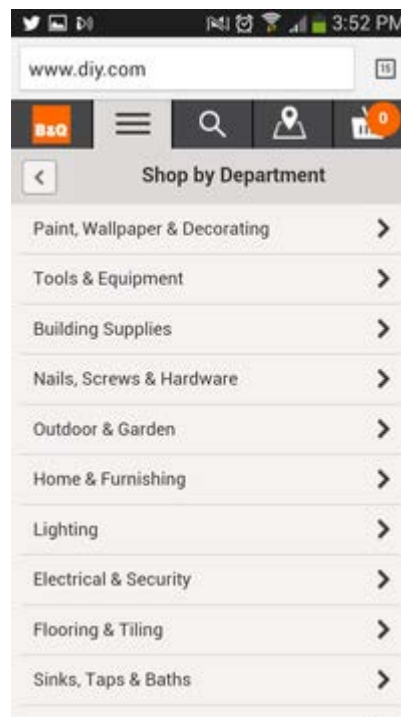 3:52 PM
www.diy.com
15
B&Q
0
Shop by Department
Paint, Wallpaper & Decorating
Tools & Equipment
Building Supplies
Nails, Screws & Hardware
Outdoor & Garden
Home & Furnishing
Lighting
Electrical & Security
Flooring & Tiling
Sinks, Taps & Baths